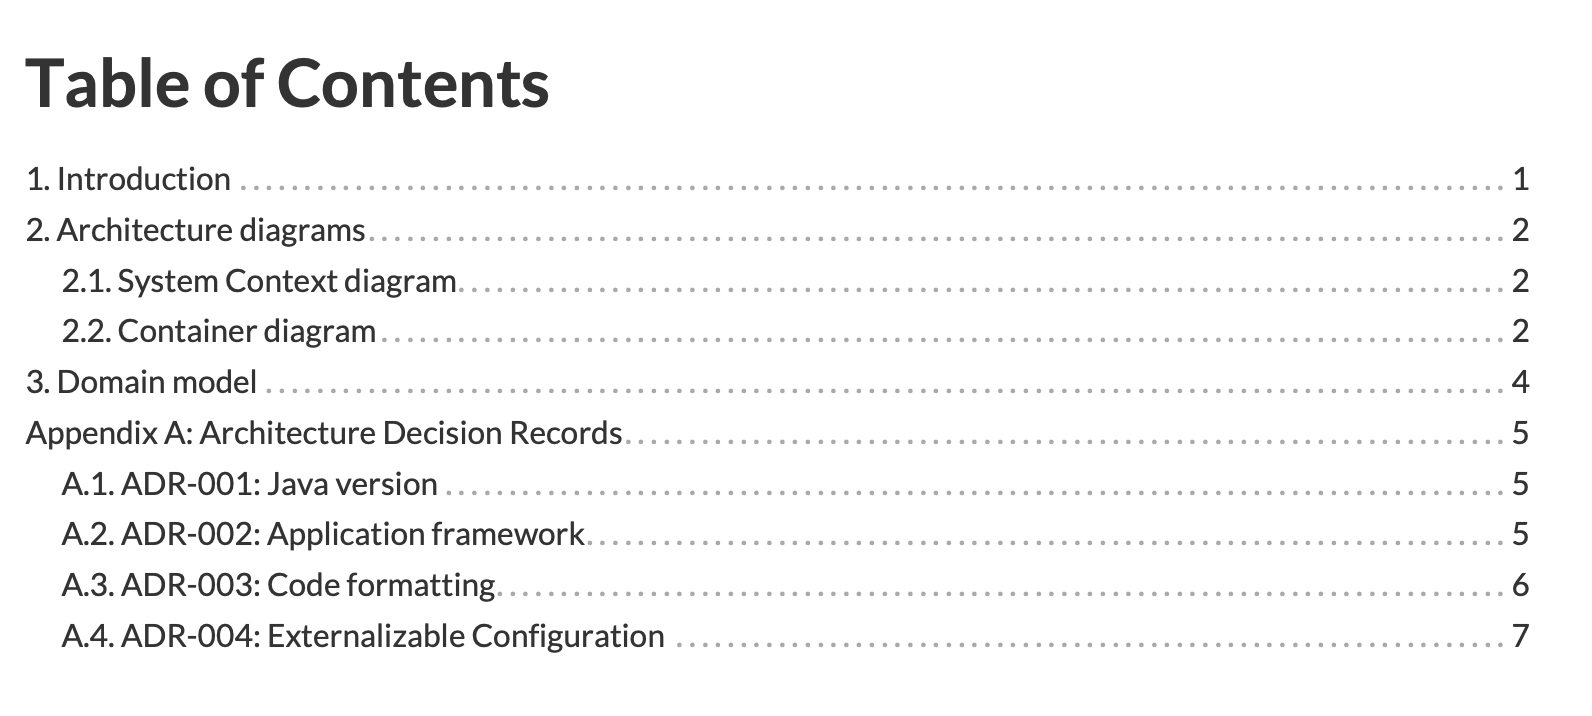 Table of Contents
1. Introduction . . . . . . . . . . . . . . . . . . . . . . . . . . . . . . 1
2. Architecture diagrams . . . . . . . . . . . . . . . . . . . . . . . . . . . . . . 2
2.1. System Context diagram . . . . . . . . . . . . . . . . . . . . . . . . . . . . . . 2
2.2. Container diagram . . . . . . . . . . . . . . . . . . . . . . . . . . . . . . 2
3. Domain model . . . . . . . . . . . . . . . . . . . . . . . . . . . . . . 4
Appendix A: Architecture Decision Records . . . . . . . . . . . . . . . . . . . . . . . . . . . . . . 5
A.1. ADR-001: Java version . . . . . . . . . . . . . . . . . . . . . . . . . . . . . . 5
A.2. ADR-002: Application framework . . . . . . . . . . . . . . . . . . . . . . . . . . . . . . 5
A.3. ADR-003: Code formatting . . . . . . . . . . . . . . . . . . . . . . . . . . . . . . 6
A.4. ADR-004: Externalizable Configuration . . . . . . . . . . . . . . . . . . . . . . . . . . . . . . 7